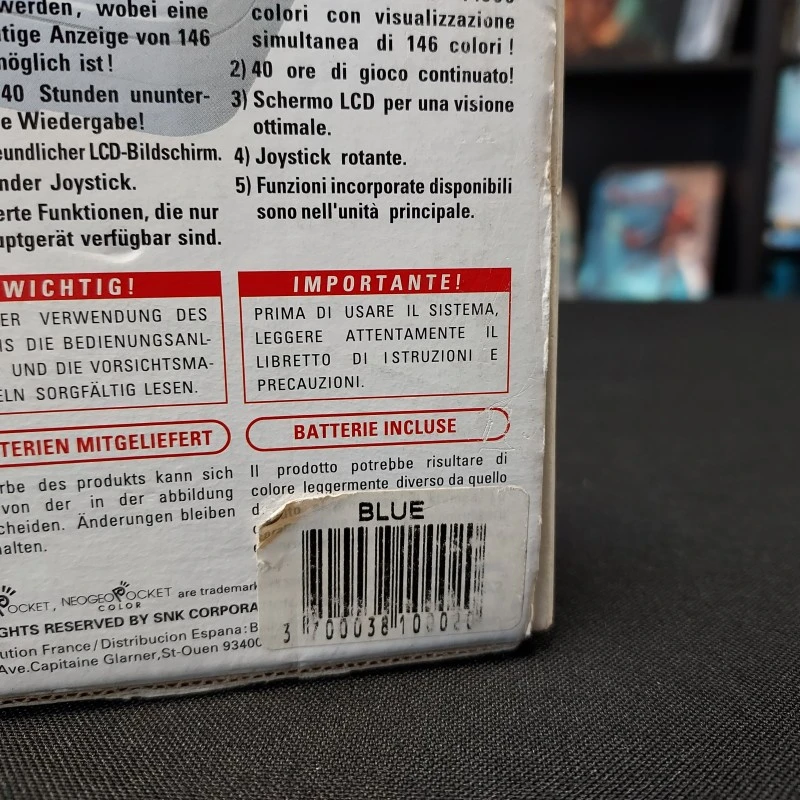 werden, wobei eine
tige Anzeige von 146
möglich ist!
40 Stunden ununter-
e Wiedergabe!
eundlicher LCD-Bildschirm.
nder Joystick.
erte Funktionen, die nur
uptgerät verfügbar sind.
colori con visualizzazione
simultanea di 146 colori !
2) 40 ore di gioco continuato!
3) Schermo LCD per una visione
ottimale.
4) Joystick rotante.
5) Funzioni incorporate disponibili
sono nell'unità principale.
WICHTIG!
ER VERWENDUNG DES
IS DIE BEDIENUNGSANL-
UND DIE VORSICHTSMA-
ELN SORGFÄLTIG LESEN.
IMPORTANTE!
PRIMA DI USARE IL SISTEMA,
LEGGERE ATTENTAMENTE IL
LIBRETTO DI ISTRUZIONI E
PRECAUZIONI.
TERIEN MITGELIEFERT
BATTERIE INCLUSE
rbe des produkts kann sich
von der in der abbildung
cheiden. Änderungen bleiben
alten.
Il prodotto potrebbe risultare di
colore leggermente diverso da quello
BLUE
3 700038
POCKET, NEOGEO POCKET are trademark
COLOR
GHTS RESERVED BY SNK CORPORA
ution France/Distribucion Espana:B
Ave.Capitaine Glarner,St-Ouen 93400